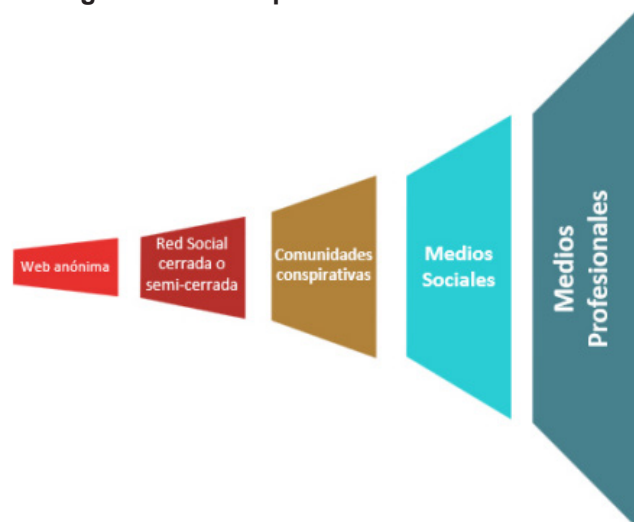 Web anónima
Red Social
cerrada o
semi-cerrada
Comunidades
conspirativas
Medios
Sociales
Medios
Profesionales